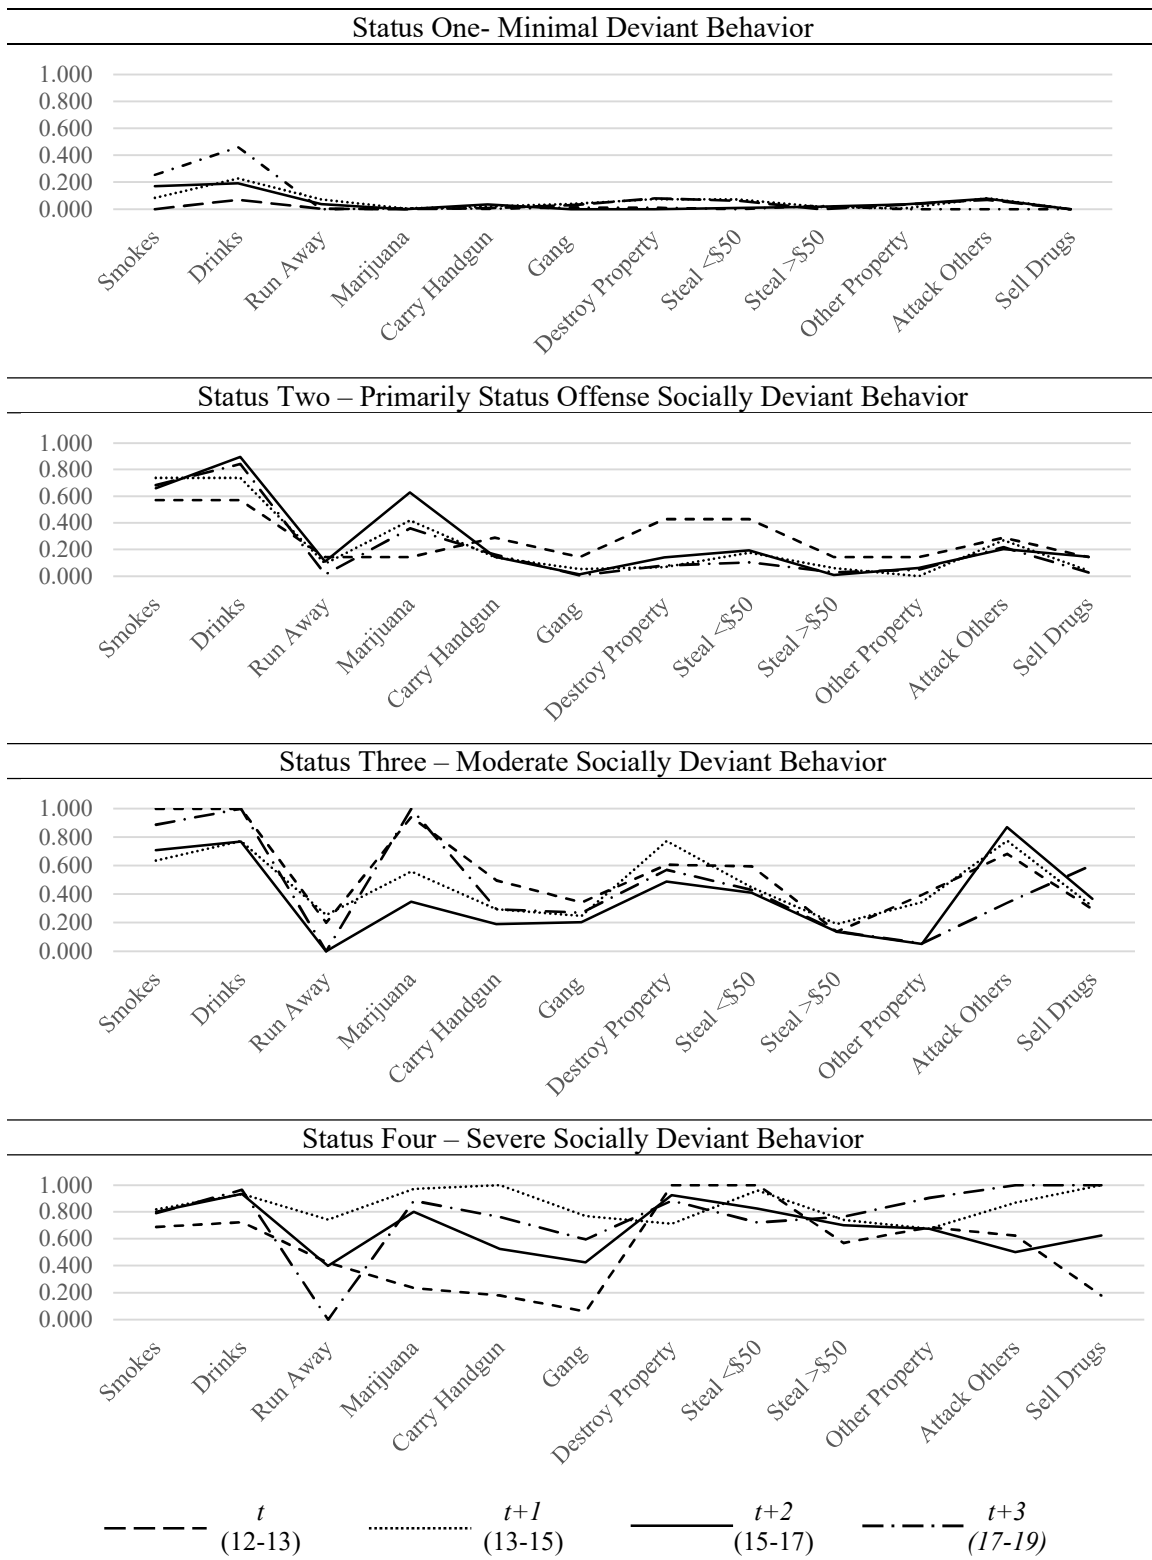 Status One- Minimal Deviant Behavior
1.000
0.800
0.600
0.400
0.200
0.000
Smokes
Drinks
Run Away
Marijuana
Carry Handgun
Gang
Destroy Property
Steal <$50
Steal >$50
Other Property
Attack Others
Sell Drugs
Status Two – Primarily Status Offense Socially Deviant Behavior
1.000
0.800
0.600
0.400
0.200
0.000
Smokes
Drinks
Run Away
Marijuana
Carry Handgun
Gang
Destroy Property
Steal <$50
Steal >$50
Other Property
Attack Others
Sell Drugs
Status Three – Moderate Socially Deviant Behavior
1.000
0.800
0.600
0.400
0.200
0.000
Smokes
Drinks
Run Away
Marijuana
Carry Handgun
Gang
Destroy Property
Steal <$50
Steal >$50
Other Property
Attack Others
Sell Drugs
Status Four – Severe Socially Deviant Behavior
1.000
0.800
0.600
0.400
0.200
0.000
Smokes
Drinks
Run Away
Marijuana
Carry Handgun
Gang
Destroy Property
Steal <$50
Steal >$50
Other Property
Attack Others
Sell Drugs
t t+1 t+2 t+3
(12-13) (13-15) (15-17) (17-19)